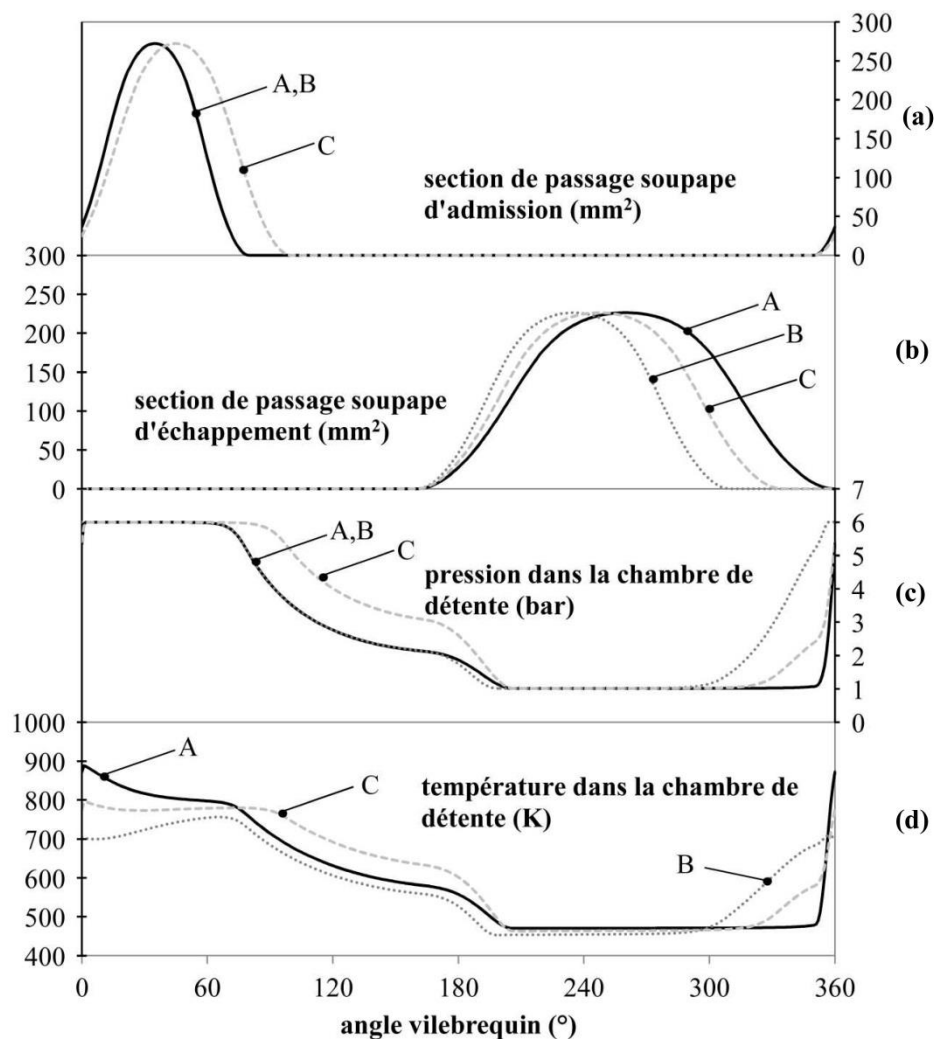 300
250
200
150
100
50
0
A,B
C
(a)
section de passage soupape
d'admission (mm²)
300
250
200
150
100
50
0
A
B
C
(b)
section de passage soupape
d'échappement (mm²)
7
6
5
4
3
2
1
0
A,B
C
(c)
pression dans la chambre de
détente (bar)
1000
900
800
700
600
500
400
A
C
B
(d)
température dans la chambre de
détente (K)
0 60 120 180 240 300 360
angle vilebrequin (°)